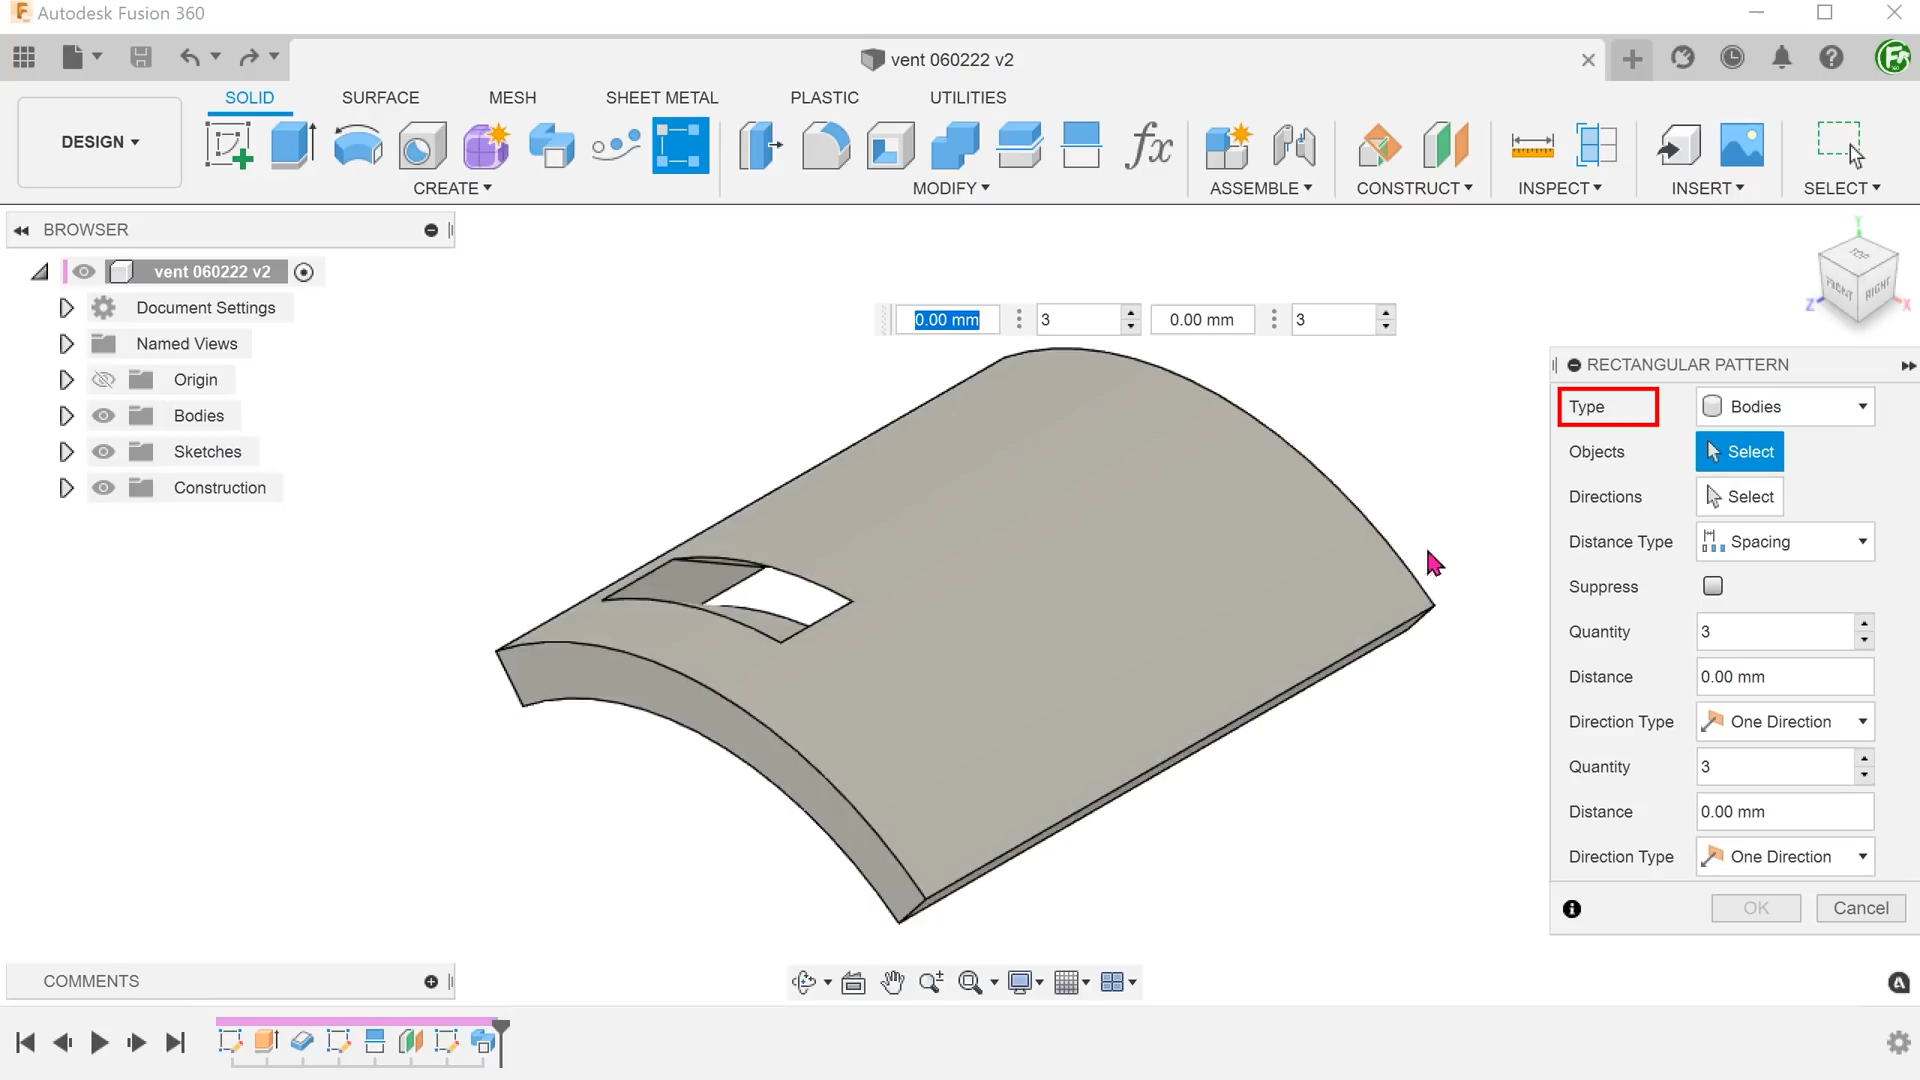 Autodesk Fusion 360
vent 060222 v2
SOLID SURFACE MESH SHEET METAL PLASTIC UTILITIES
DESIGN
fx
CREATE MODIFY ASSEMBLE CONSTRUCT INSPECT INSERT SELECT
BROWSER
vent 060222 v2
Document Settings
Named Views
Origin
Bodies
Sketches
Construction
0.00 mm 3 0.00 mm 3
Y
TOP
FRONT RIGHT
Z X
RECTANGULAR PATTERN
Type Bodies
Objects Select
Directions Select
Distance Type Spacing
Suppress
Quantity 3
Distance 0.00 mm
Direction Type One Direction
Quantity 3
Distance 0.00 mm
Direction Type One Direction
OK Cancel
COMMENTS